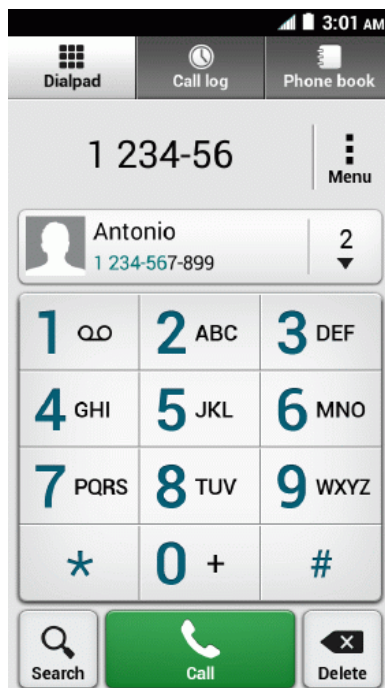 3:01 AM
Dialpad Call log Phone book
1 234-56
Menu
Antonio
1 234-567-899
2
1 2 ABC 3 DEF
4 GHI 5 JKL 6 MNO
7 PQRS 8 TUV 9 WXYZ
* 0 + #
Search Call Delete